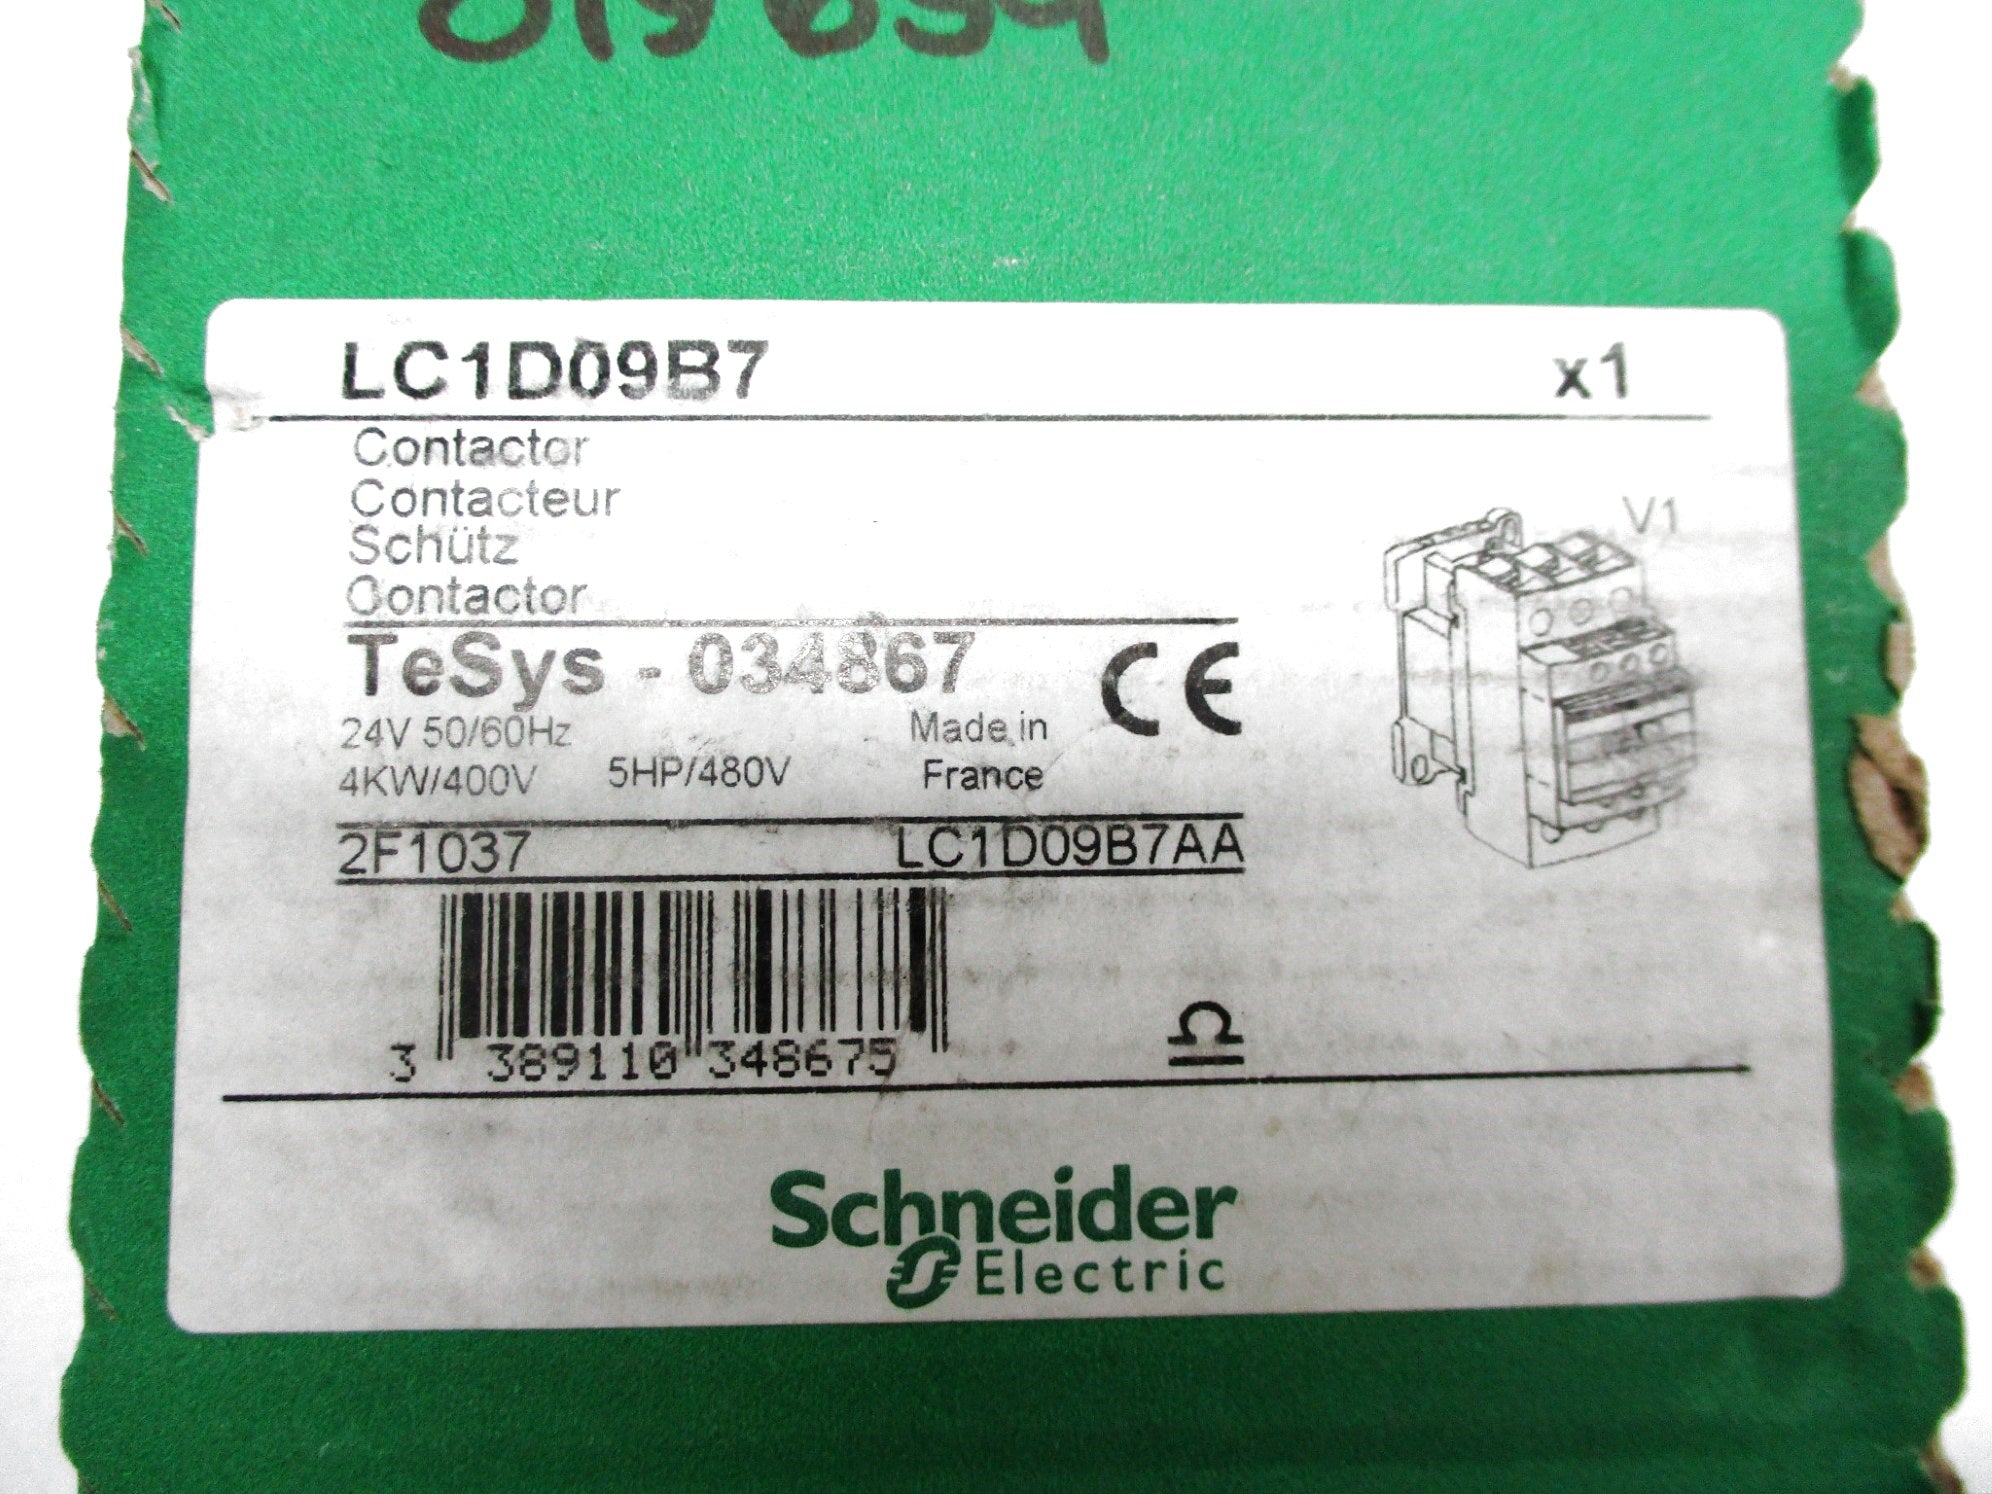 LC1D09B7 x1
Contactor
Contacteur
Schütz
Contactor
V1
TeSys - 034867 CE
24V 50/60Hz Made in
4KW/400V 5HP/480V France
2F1037 LC1D09B7AA
3 389110 348675
Schneider
Electric